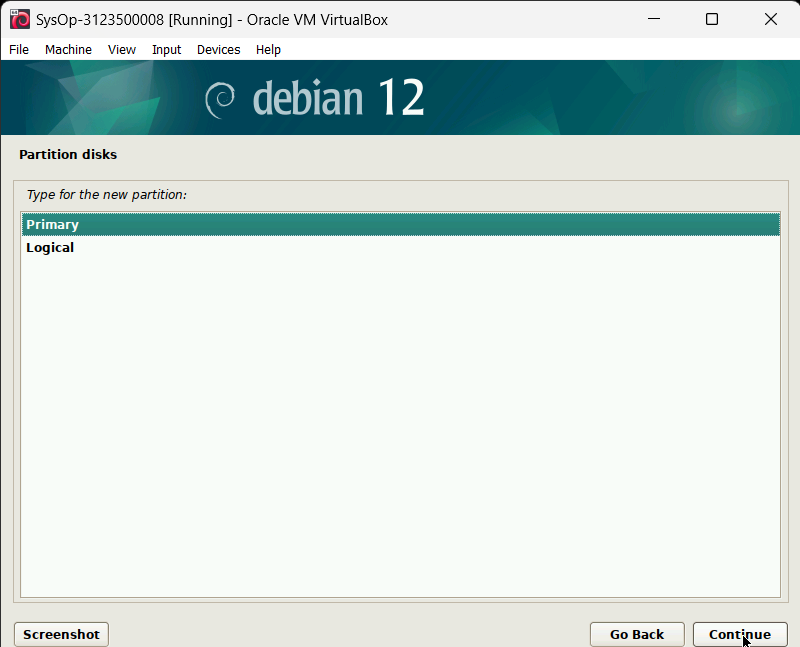 SysOp-3123500008 [Running] - Oracle VM VirtualBox
File Machine View Input Devices Help
debian 12
Partition disks
Type for the new partition:
Primary
Logical
Screenshot
Go Back
Continue